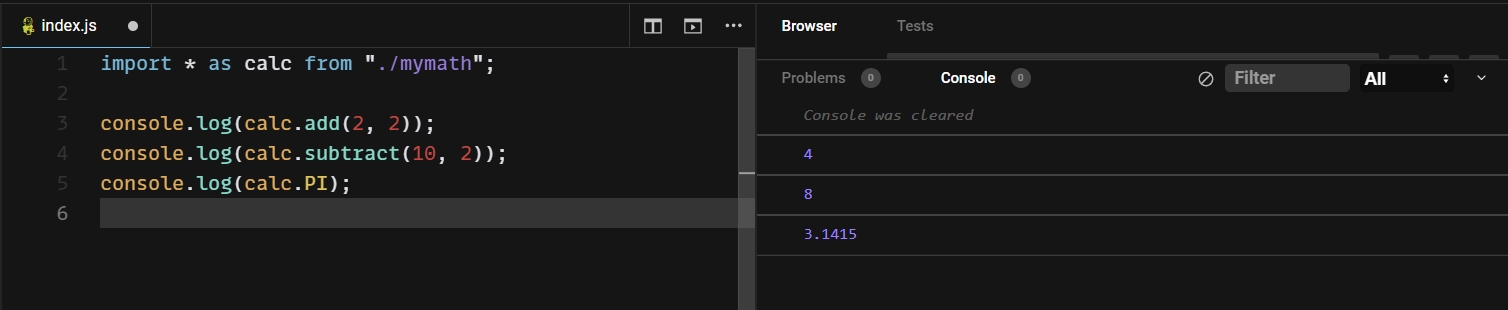 index.js
1 import * as calc from "./mymath";
2
3 console.log(calc.add(2, 2));
4 console.log(calc.subtract(10, 2));
5 console.log(calc.PI);
6
Browser Tests
Problems 0 Console 0 Filter All
Console was cleared
4
8
3.1415